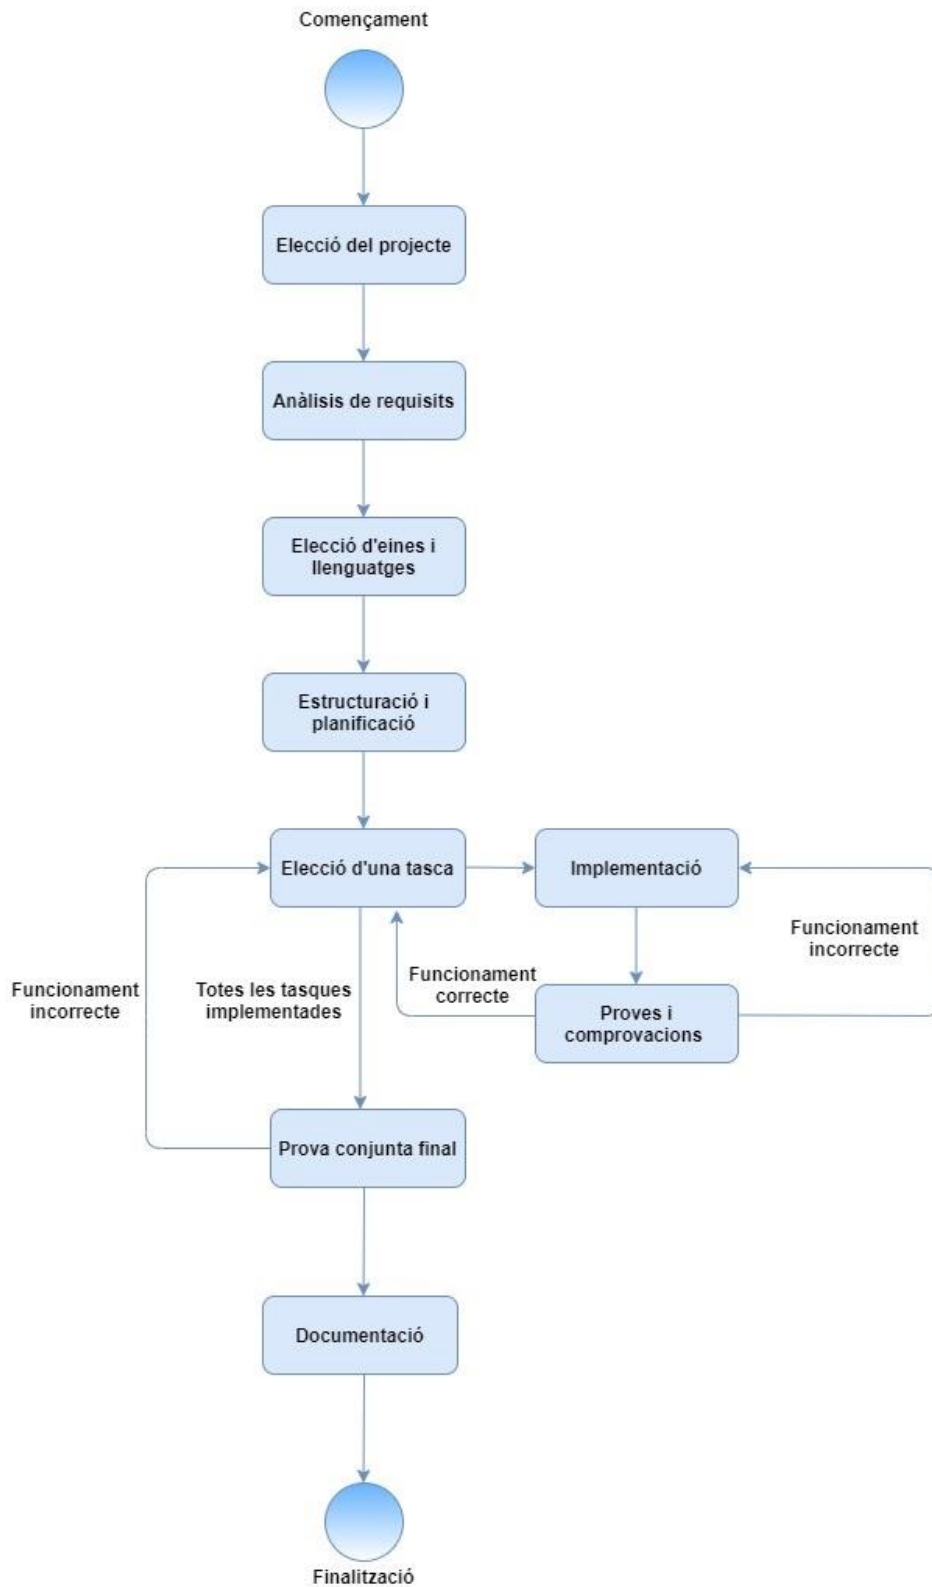 Començament
Elecció del projecte
Anàlisis de requisits
Elecció d'eines i
llenguatges
Estructuració i
planificació
Elecció d'una tasca
Implementació
Funcionament
incorrecte
Totes les tasques
implementades
Funcionament
correcte
Funcionament
incorrecte
Proves i
comprovacions
Prova conjunta final
Documentació
Finalització